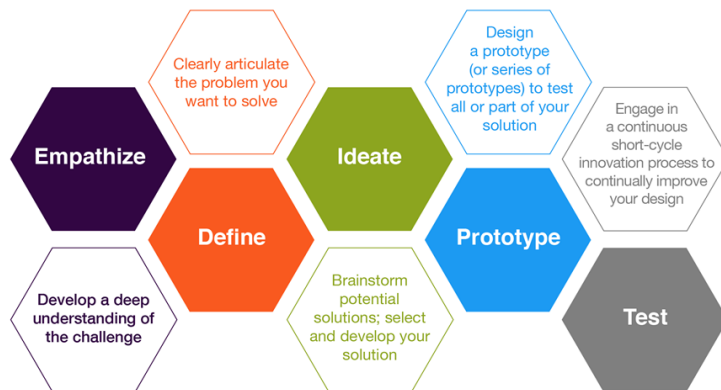 Empathize
Develop a deep
understanding of
the challenge
Clearly articulate
the problem you
want to solve
Define
Ideate
Brainstorm
potential
solutions; select
and develop your
solution
Design
a prototype
(or series of
prototypes) to test
all or part of your
solution
Prototype
Engage in
a continuous
short-cycle
innovation process to
continually improve
your design
Test